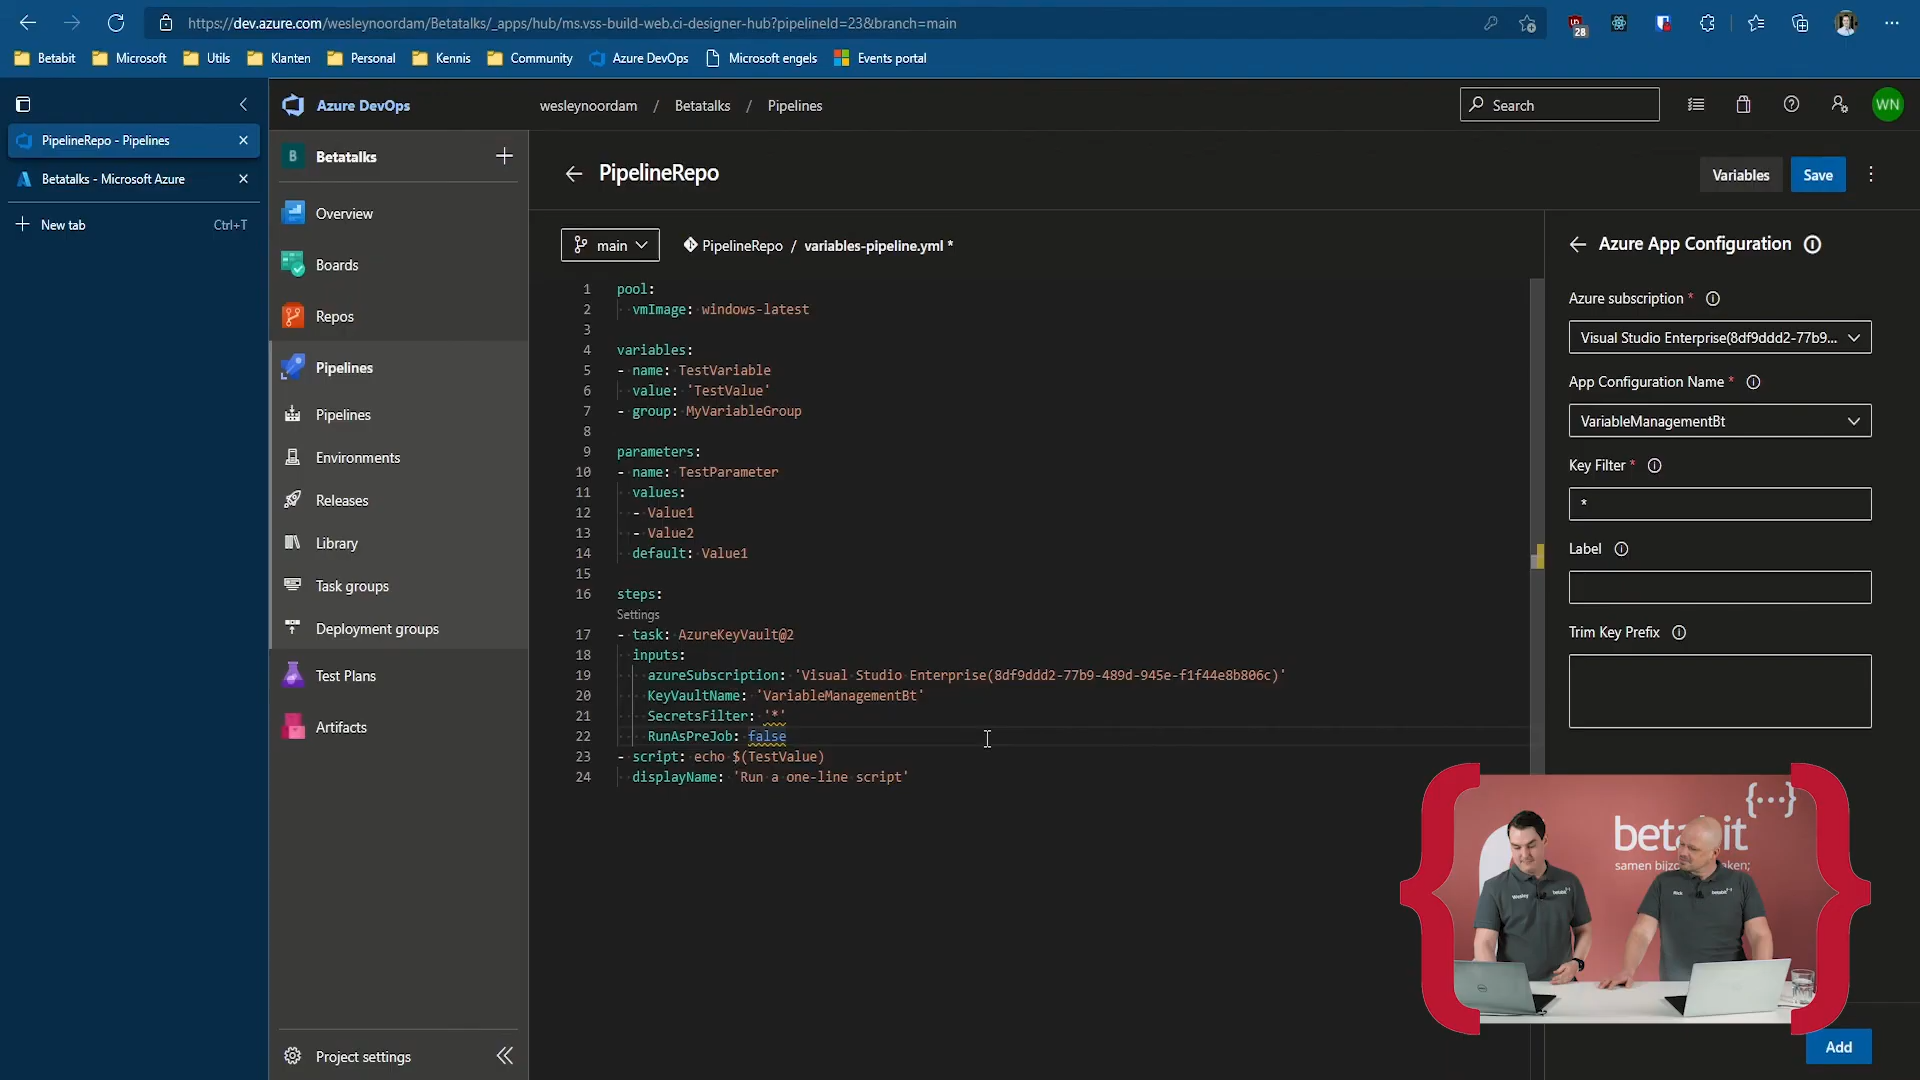 https://dev.azure.com/wesleynoordam/Betatalks/_apps/hub/ms.vss-build-web.ci-designer-hub?pipelineId=23&branch=main
28
Betabit
Microsoft
Utils
Klanten
Personal
Kennis
Community
Azure DevOps
Microsoft engels
Events portal
PipelineRepo - Pipelines
Betatalks - Microsoft Azure
New tab Ctrl+T
Azure DevOps
wesleynoordam / Betatalks / Pipelines
Search
WN
B Betatalks
Overview
Boards
Repos
Pipelines
Pipelines
Environments
Releases
Library
Task groups
Deployment groups
Test Plans
Artifacts
Project settings
PipelineRepo
Variables
Save
main
PipelineRepo / variables-pipeline.yml *
1 pool:
2 vmImage: windows-latest
3
4 variables:
5 - name: TestVariable
6 value: 'TestValue'
7 - group: MyVariableGroup
8
9 parameters:
10 - name: TestParameter
11 values:
12 - Value1
13 - Value2
14 default: Value1
15
16 steps:
Settings
17 - task: AzureKeyVault@2
18 inputs:
19 azureSubscription: 'Visual Studio Enterprise(8df9ddd2-77b9-489d-945e-f1f44e8b806c)'
20 KeyVaultName: 'VariableManagementBt'
21 SecretsFilter: '*'
22 RunAsPreJob: false
23 - script: echo $(TestValue)
24 displayName: 'Run a one-line script'
Azure App Configuration
Azure subscription *
Visual Studio Enterprise(8df9ddd2-77b9...
App Configuration Name *
VariableManagementBt
Key Filter *
*
Label
Trim Key Prefix
Add
{...}
samen
Wesley
betabit
Rick
betabit